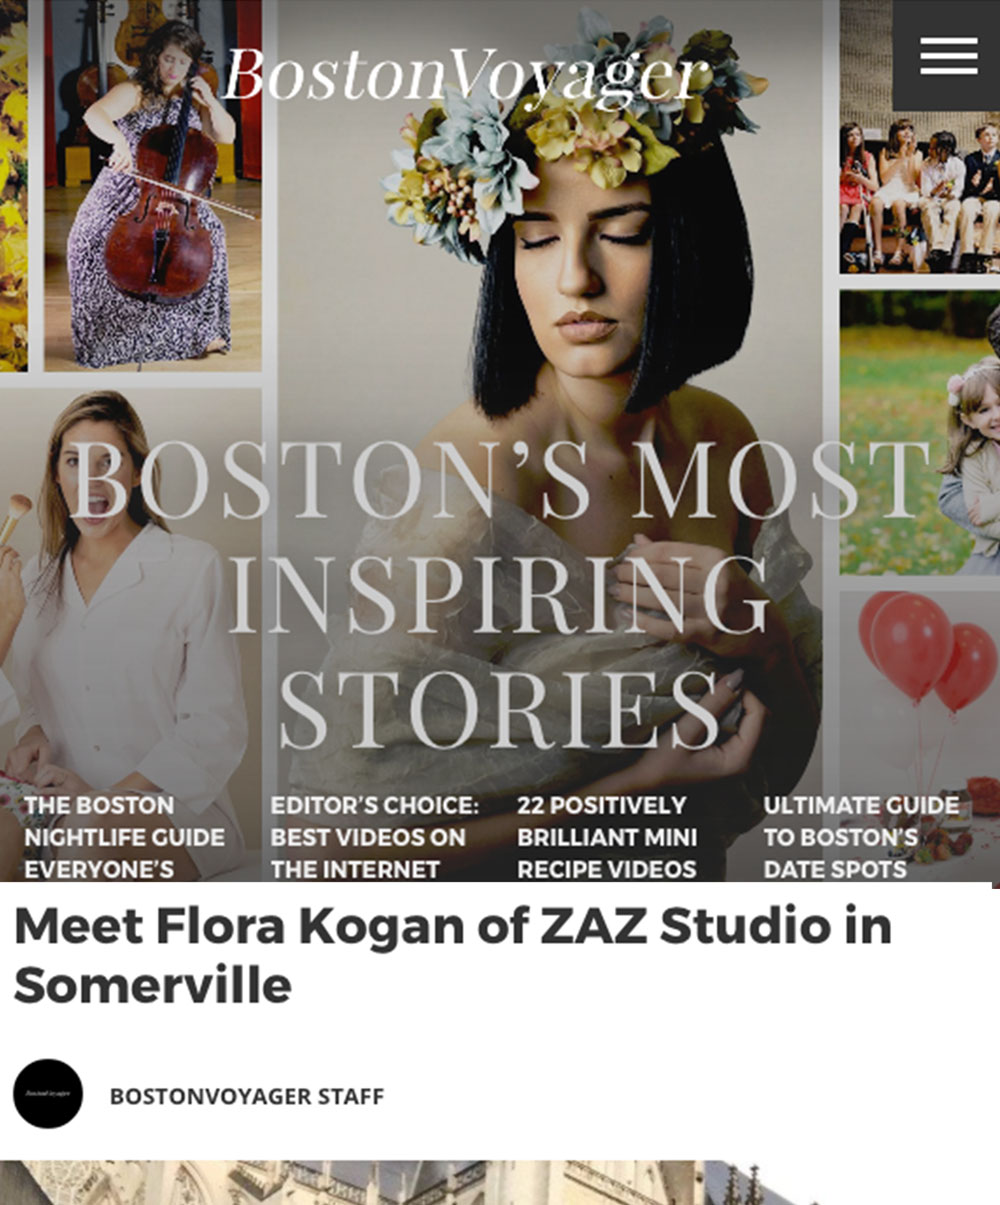 BostonVoyager
BOSTON’S MOST
INSPIRING
STORIES
THE BOSTON
NIGHTLIFE GUIDE
EVERYONE’S
EDITOR’S CHOICE:
BEST VIDEOS ON
THE INTERNET
22 POSITIVELY
BRILLIANT MINI
RECIPE VIDEOS
ULTIMATE GUIDE
TO BOSTON’S
DATE SPOTS
Meet Flora Kogan of ZAZ Studio in
Somerville
BostonVoyager
BOSTONVOYAGER STAFF